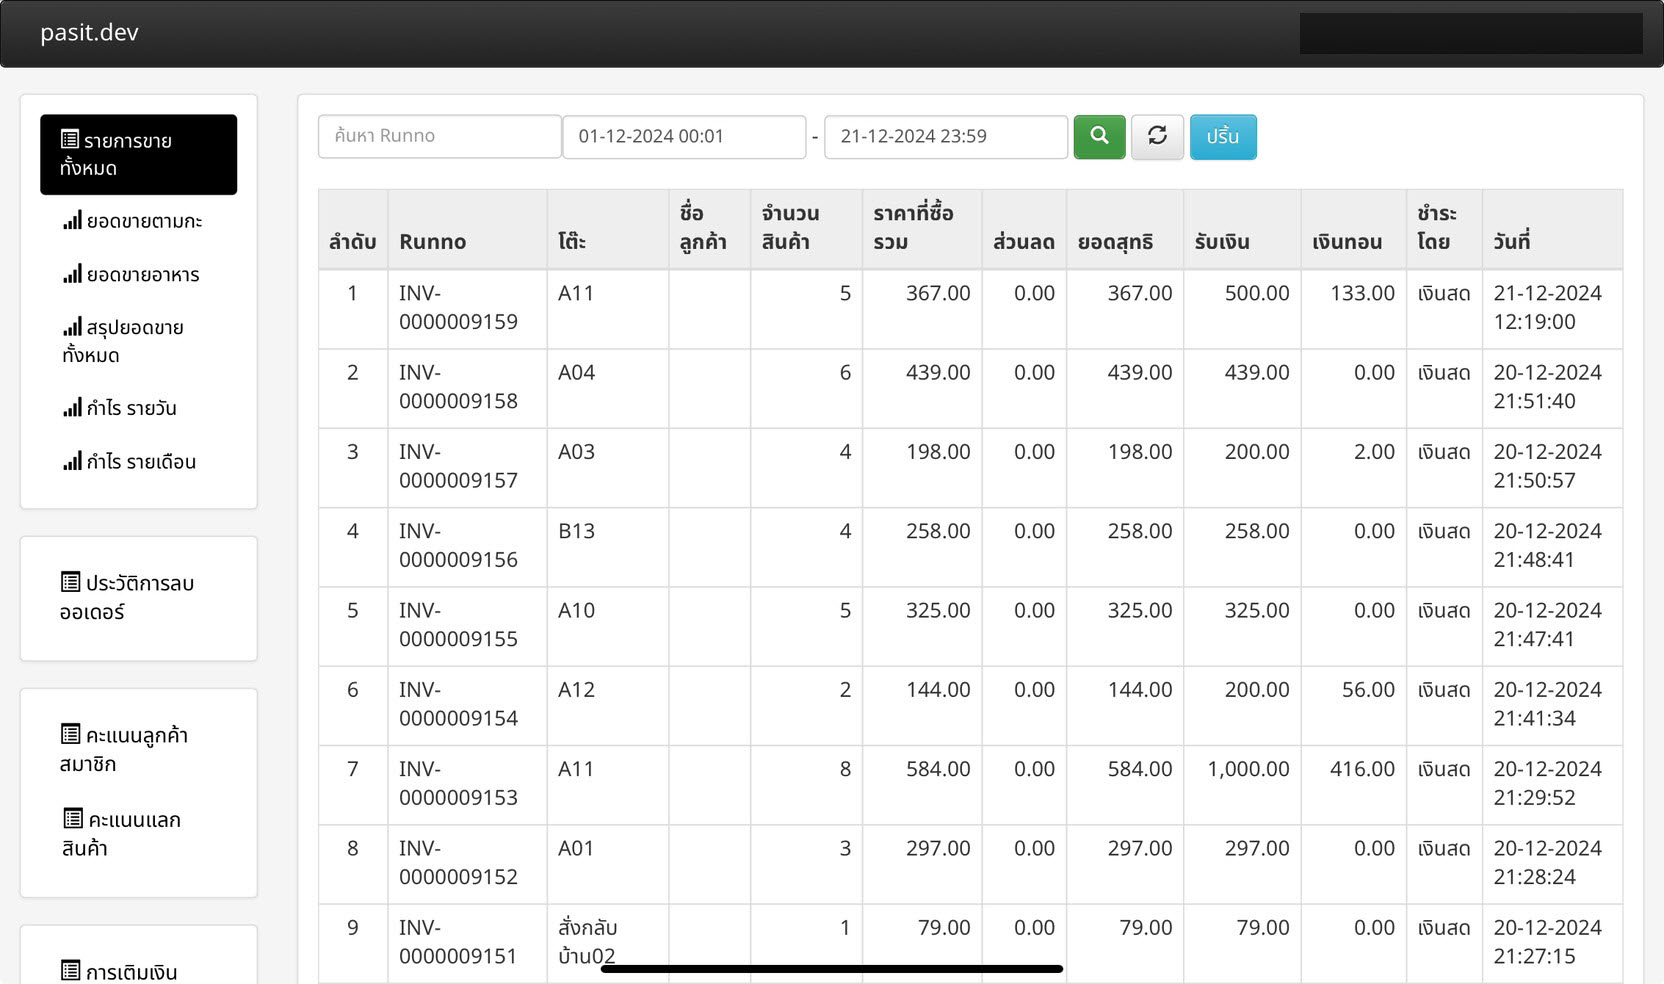 pasit.dev
รายการขาย
ทั้งหมด
ยอดขายตามกะ
ยอดขายอาหาร
สรุปยอดขาย
ทั้งหมด
กำไร รายวัน
กำไร รายเดือน
ประวัติการลบ
ออเดอร์
คะแนนลูกค้า
สมาชิก
คะแนนแลก
สินค้า
การเติมเงิน
ค้นหา Runno 01-12-2024 00:01 - 21-12-2024 23:59 ปริ้น
ชื่อ จำนวน ราคาที่ซื้อ ชำระ
ลำดับ Runno โต๊ะ ลูกค้า สินค้า รวม ส่วนลด ยอดสุทธิ รับเงิน เงินทอน โดย วันที่
1 INV- A11 5 367.00 0.00 367.00 500.00 133.00 เงินสด 21-12-2024
0000009159 12:19:00
2 INV- A04 6 439.00 0.00 439.00 439.00 0.00 เงินสด 20-12-2024
0000009158 21:51:40
3 INV- A03 4 198.00 0.00 198.00 200.00 2.00 เงินสด 20-12-2024
0000009157 21:50:57
4 INV- B13 4 258.00 0.00 258.00 258.00 0.00 เงินสด 20-12-2024
0000009156 21:48:41
5 INV- A10 5 325.00 0.00 325.00 325.00 0.00 เงินสด 20-12-2024
0000009155 21:47:41
6 INV- A12 2 144.00 0.00 144.00 200.00 56.00 เงินสด 20-12-2024
0000009154 21:41:34
7 INV- A11 8 584.00 0.00 584.00 1,000.00 416.00 เงินสด 20-12-2024
0000009153 21:29:52
8 INV- A01 3 297.00 0.00 297.00 297.00 0.00 เงินสด 20-12-2024
0000009152 21:28:24
9 INV- สั่งกลับ 1 79.00 0.00 79.00 79.00 0.00 เงินสด 20-12-2024
0000009151 บ้าน02 21:27:15